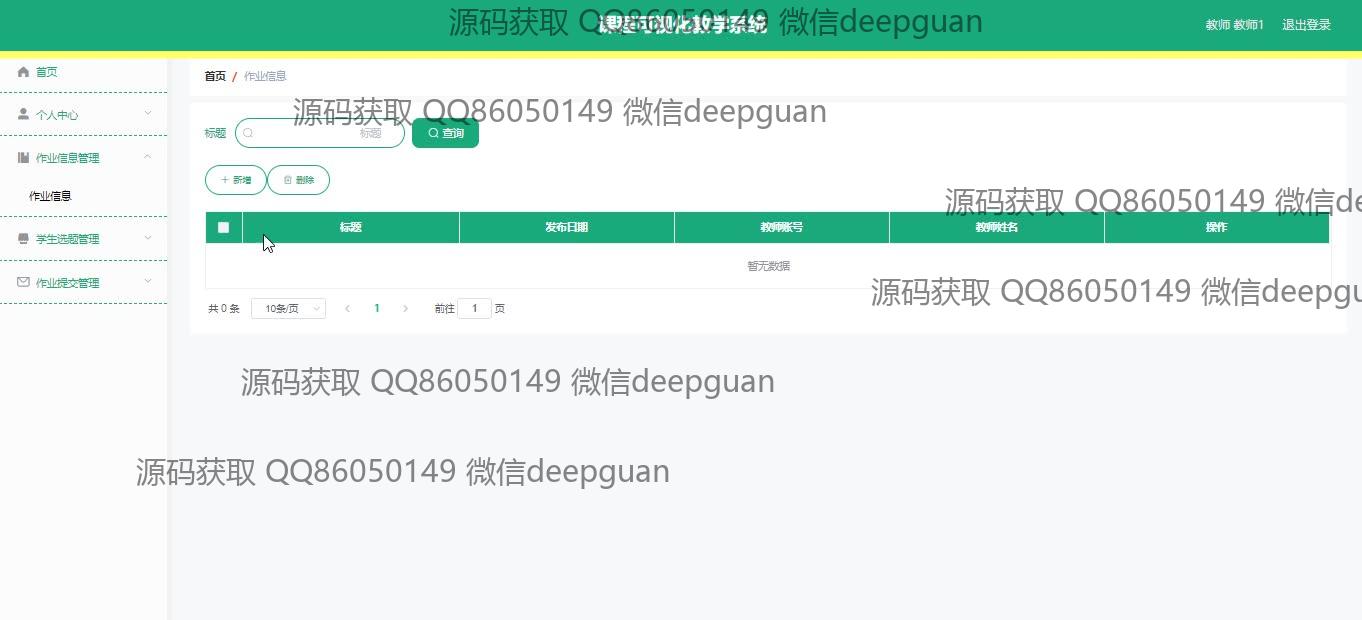 课程可视化教学系统
源码获取 QQ86050149 微信deepguan
教师 教师1 退出登录
首页
首页 / 作业信息
个人中心
源码获取 QQ86050149 微信deepguan
标题 标题 查询
作业信息管理
新增 删除
作业信息
源码获取 QQ86050149 微信de
标题 发布日期 教师账号 教师姓名 操作
学生选题管理
暂无数据
作业提交管理
源码获取 QQ86050149 微信deepgu
共 0 条 10条/页 1 前往 1 页
源码获取 QQ86050149 微信deepguan
源码获取 QQ86050149 微信deepguan